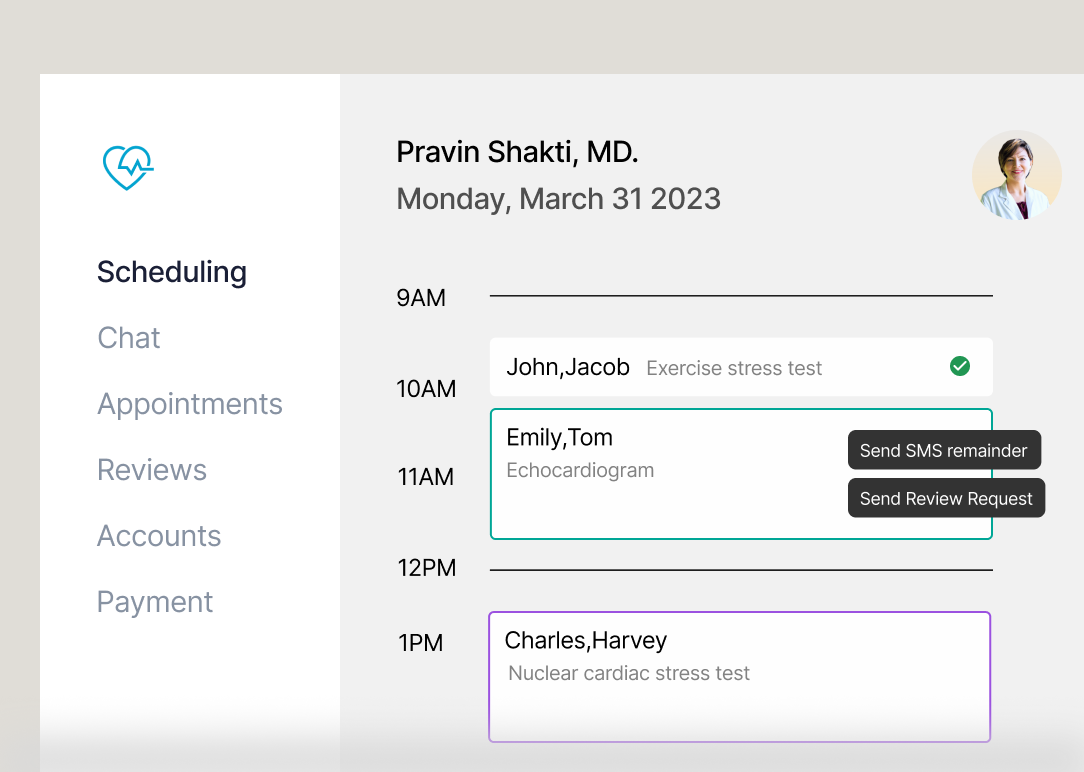 Pravin Shakti, MD.
Monday, March 31 2023
Scheduling
Chat
Appointments
Reviews
Accounts
Payment
9AM
John,Jacob Exercise stress test
10AM
Emily,Tom
Echocardiogram
Send SMS remainder
Send Review Request
11AM
12PM
1PM
Charles,Harvey
Nuclear cardiac stress test